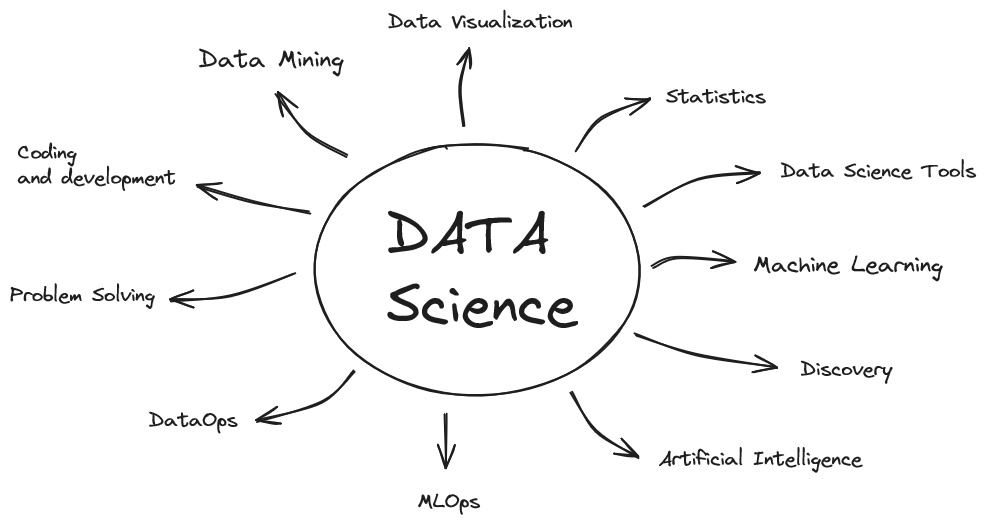 Data Visualization
Data Mining
Statistics
Coding
and development
Data Science Tools
DATA
Science
Machine Learning
Problem Solving
Discovery
DataOps
Artificial Intelligence
MLOps